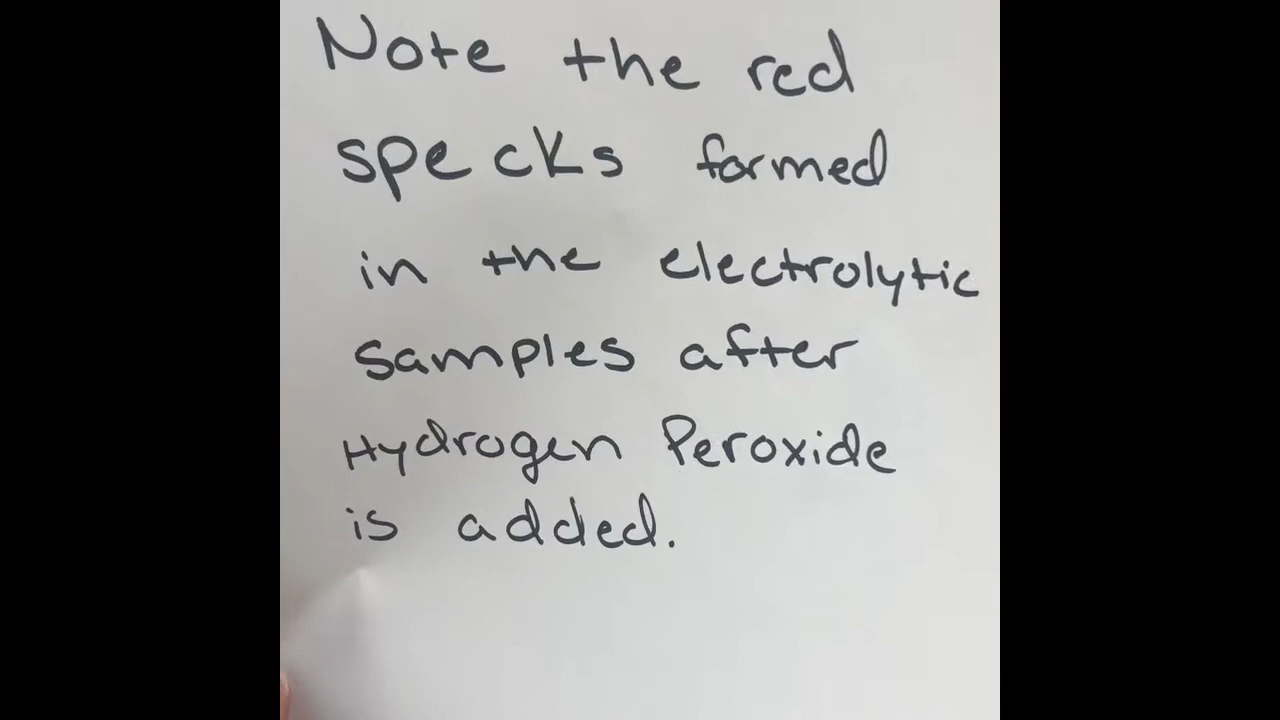 Note the red
specks formed
in the electrolytic
samples after
Hydrogen Peroxide
is added.